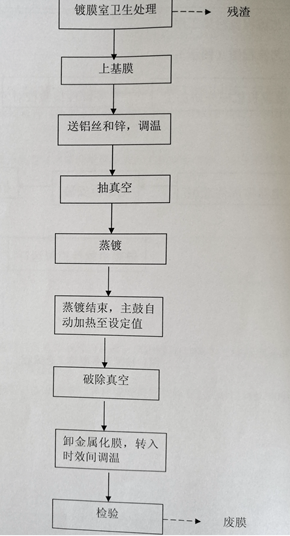 镀膜室卫生处理
残渣
上基膜
送铝丝和锌，调温
抽真空
蒸镀
蒸镀结束，主鼓自
动加热至设定值
破除真空
卸金属化膜，转入
时效间调温
检验
废膜